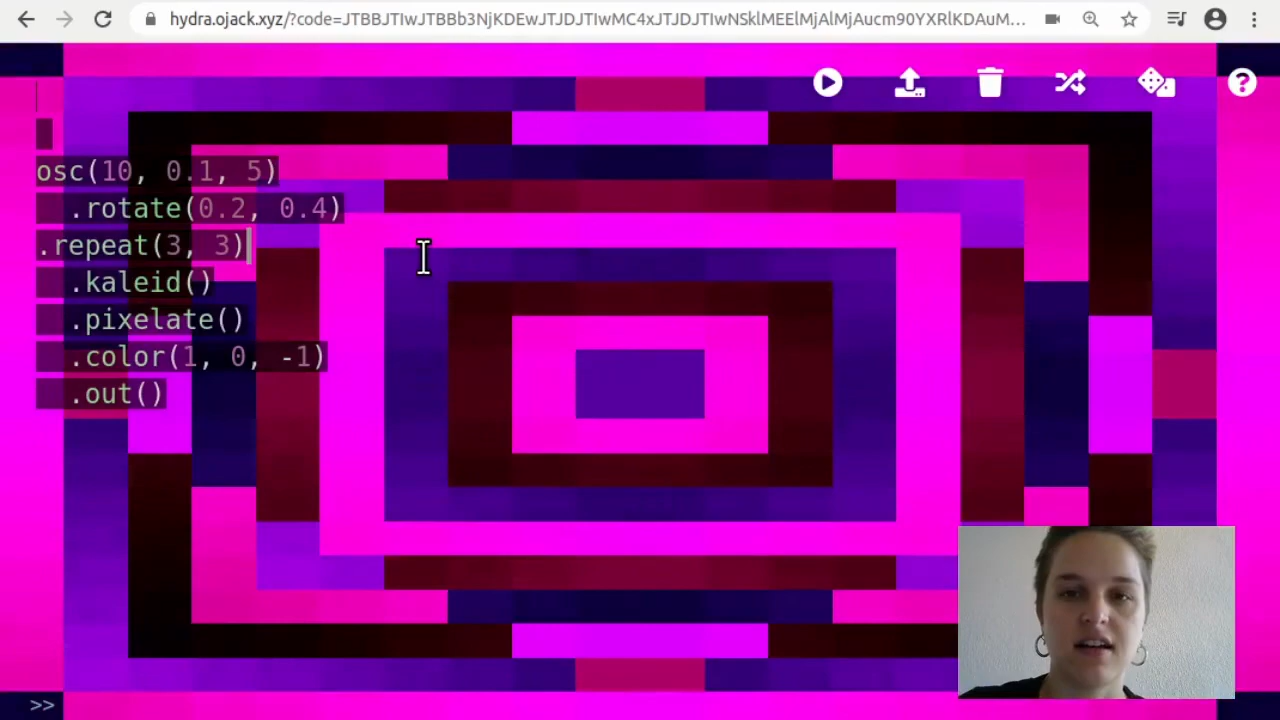 hydra.ojack.xyz/?code=JTBBJTIwJTBBb3NjKDEwJTJDJTIwMC4xJTJDJTIwNSklMEElMjAlMjAucm90YXRlKDAuM...
osc(10, 0.1, 5)
.rotate(0.2, 0.4)
.repeat(3, 3)
.kaleid()
.pixelate()
.color(1, 0, -1)
.out()
>>